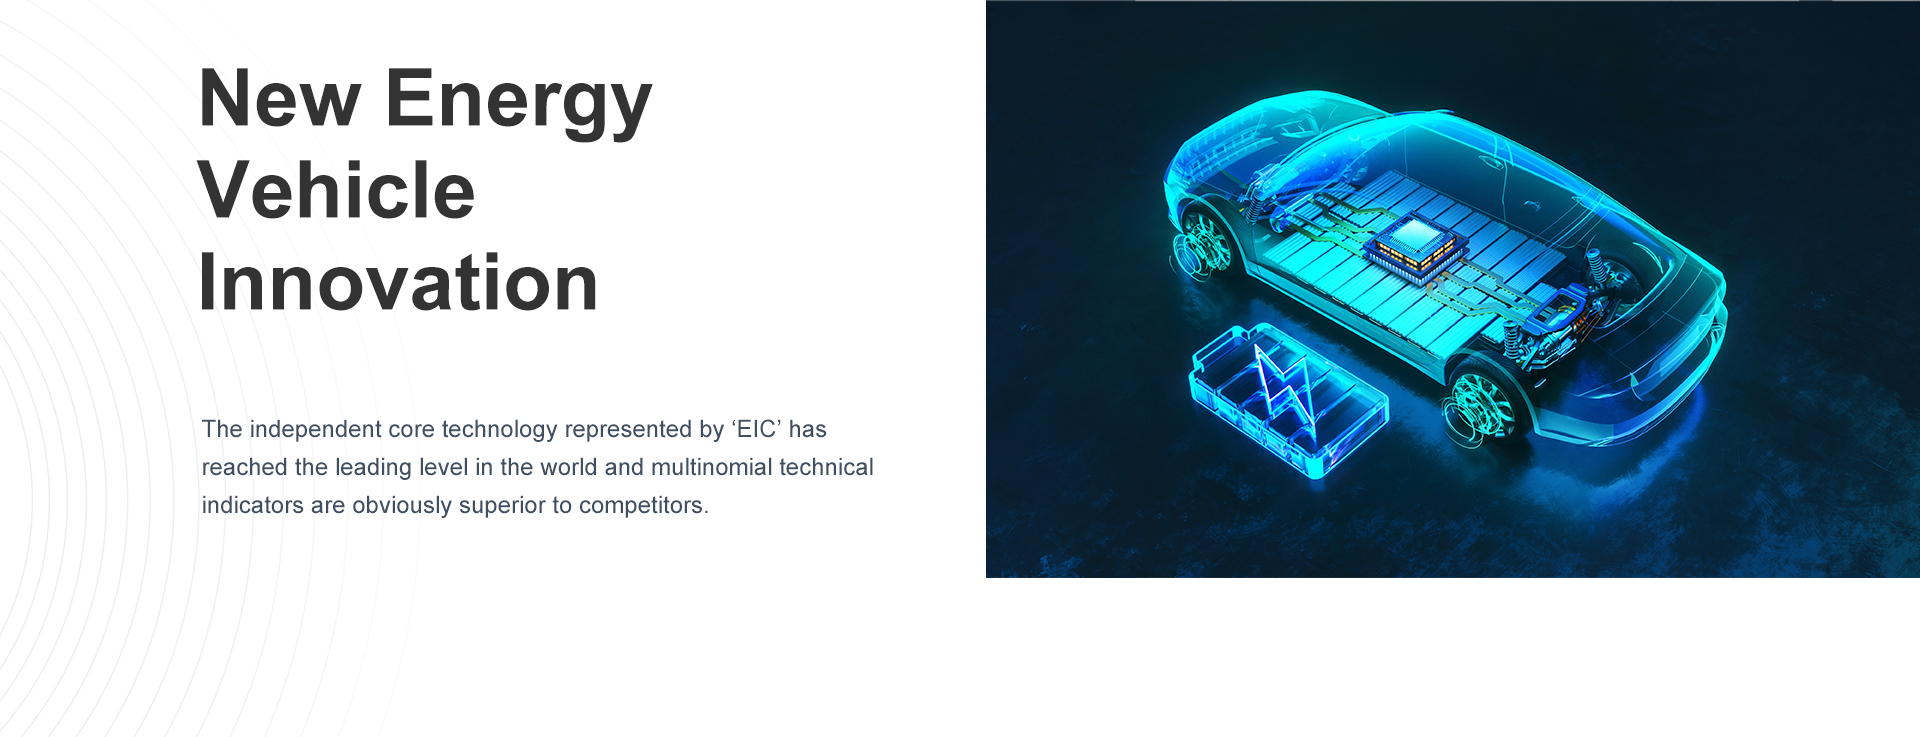 New Energy
Vehicle
Innovation
The independent core technology represented by ‘EIC’ has
reached the leading level in the world and multinomial technical
indicators are obviously superior to competitors.